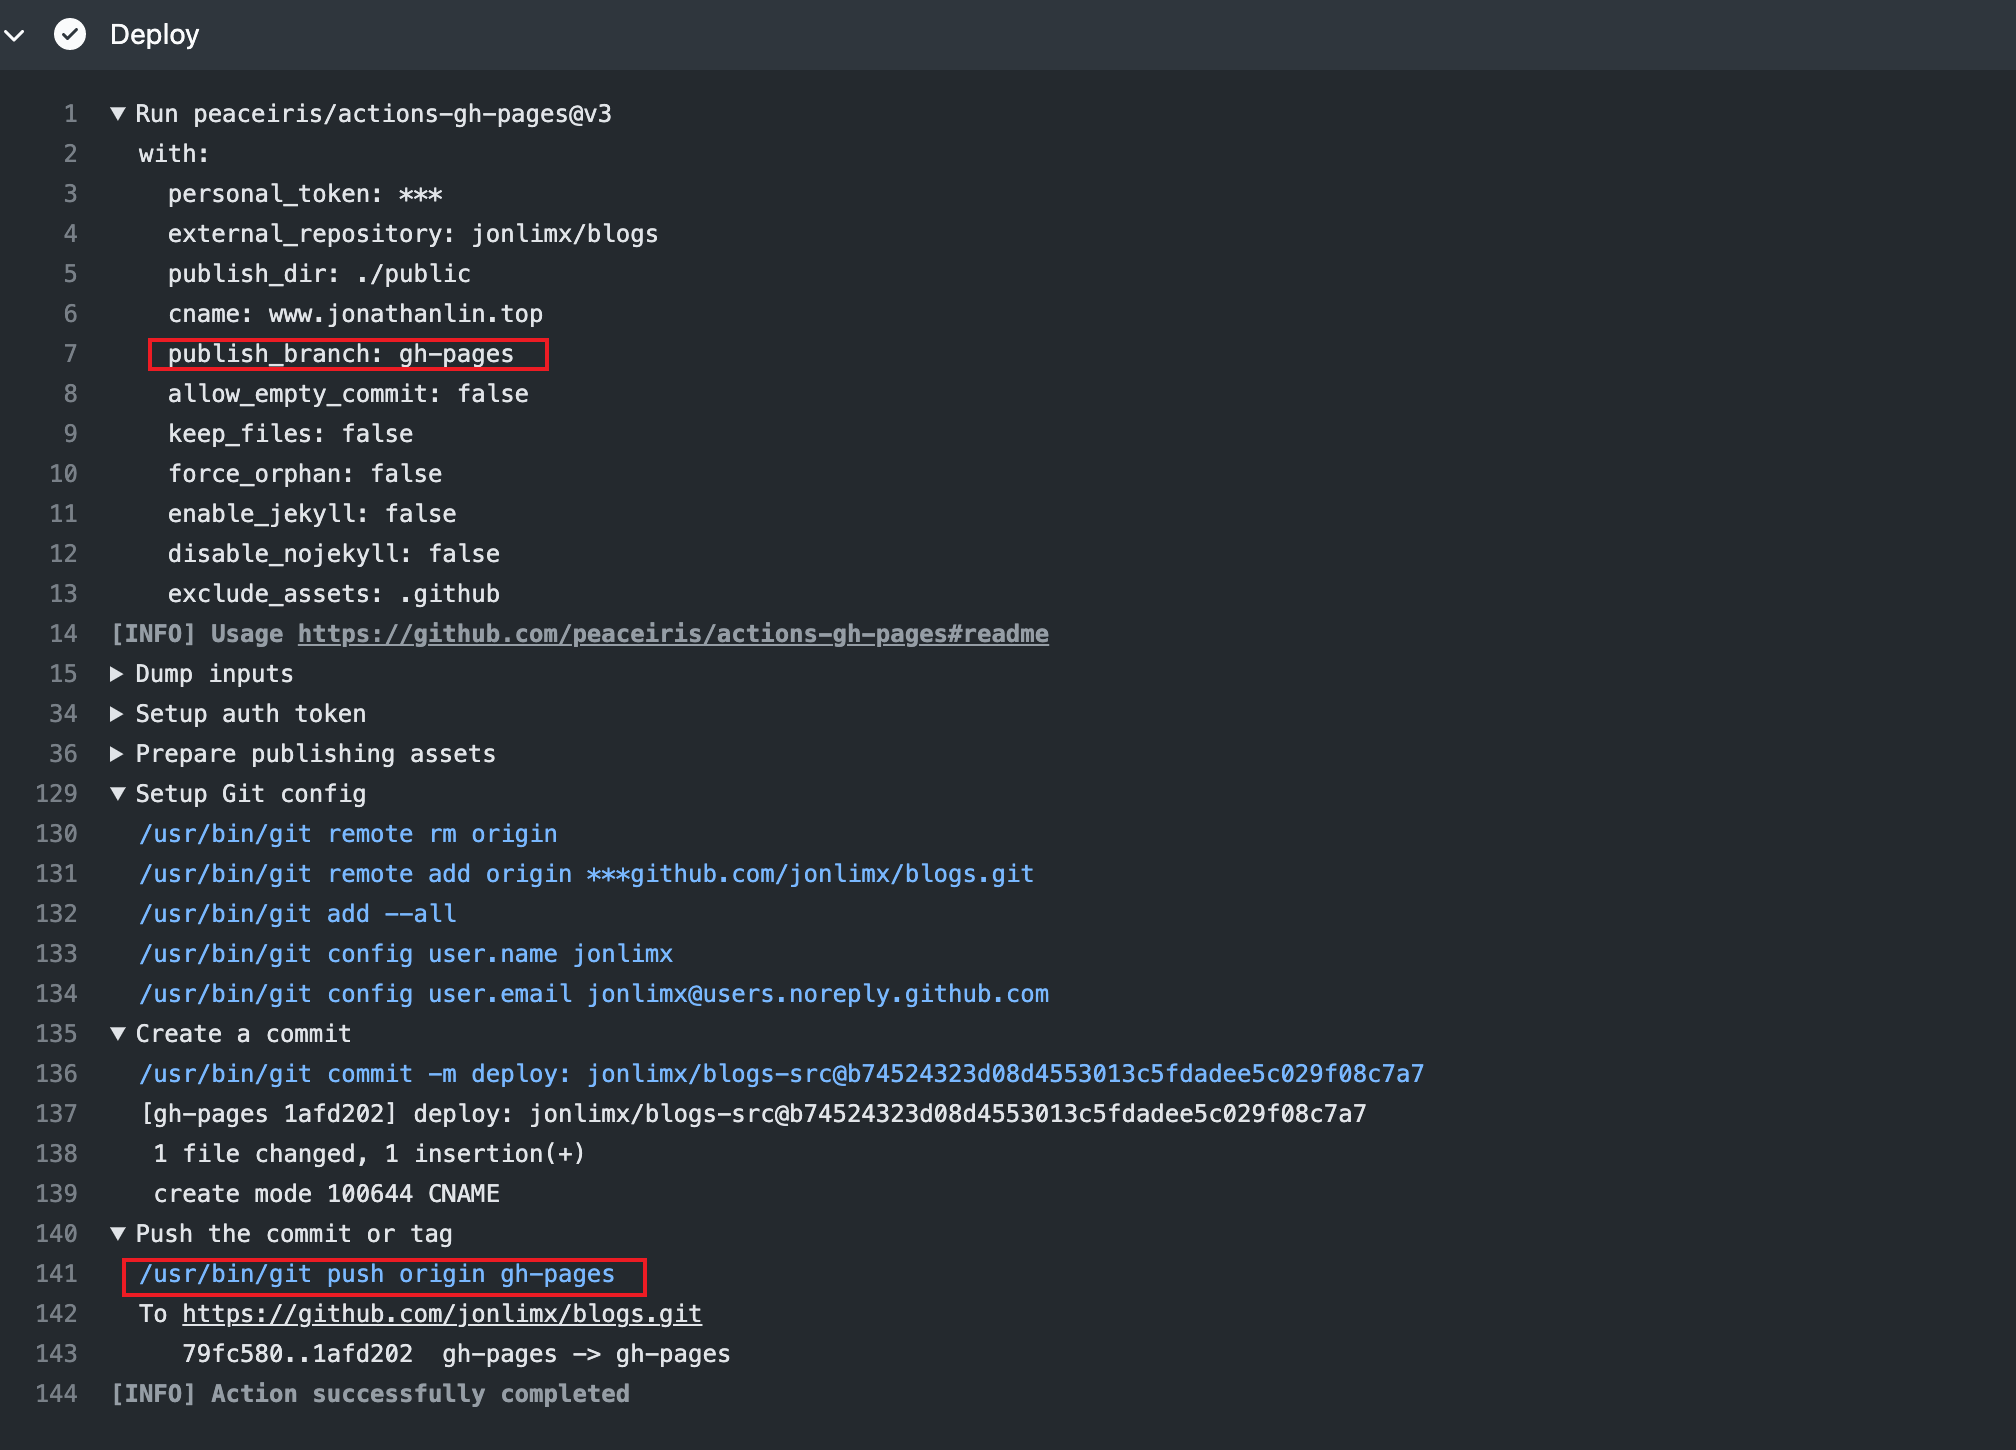 Deploy
1 ▼ Run peaceiris/actions-gh-pages@v3
2 with:
3 personal_token: ***
4 external_repository: jonlimx/blogs
5 publish_dir: ./public
6 cname: www.jonathanlin.top
7 publish_branch: gh-pages
8 allow_empty_commit: false
9 keep_files: false
10 force_orphan: false
11 enable_jekyll: false
12 disable_nojekyll: false
13 exclude_assets: .github
14 [INFO] Usage https://github.com/peaceiris/actions-gh-pages#readme
15 ▶ Dump inputs
34 ▶ Setup auth token
36 ▶ Prepare publishing assets
129 ▼ Setup Git config
130 /usr/bin/git remote rm origin
131 /usr/bin/git remote add origin ***github.com/jonlimx/blogs.git
132 /usr/bin/git add --all
133 /usr/bin/git config user.name jonlimx
134 /usr/bin/git config user.email jonlimx@users.noreply.github.com
135 ▼ Create a commit
136 /usr/bin/git commit -m deploy: jonlimx/blogs-src@b74524323d08d4553013c5fdadee5c029f08c7a7
137 [gh-pages 1afd202] deploy: jonlimx/blogs-src@b74524323d08d4553013c5fdadee5c029f08c7a7
138 1 file changed, 1 insertion(+)
139 create mode 100644 CNAME
140 ▼ Push the commit or tag
141 /usr/bin/git push origin gh-pages
142 To https://github.com/jonlimx/blogs.git
143 79fc580..1afd202 gh-pages -> gh-pages
144 [INFO] Action successfully completed